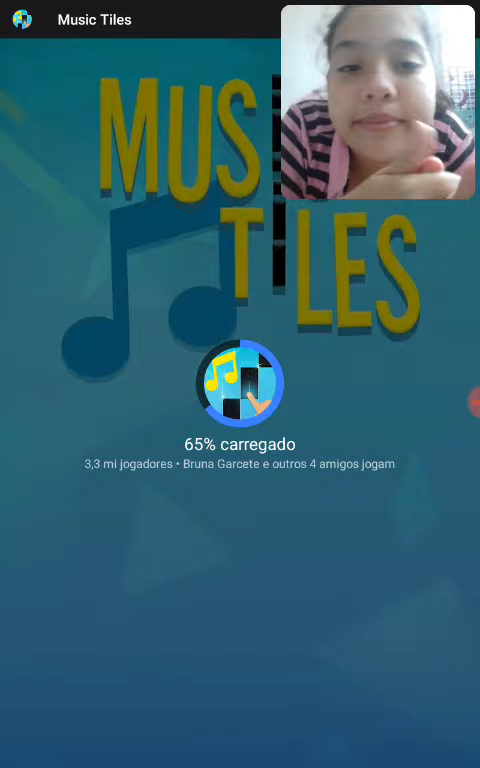 Music Tiles
MUS
TILES
65% carregado
3,3 mi jogadores • Bruna Garcete e outros 4 amigos jogam